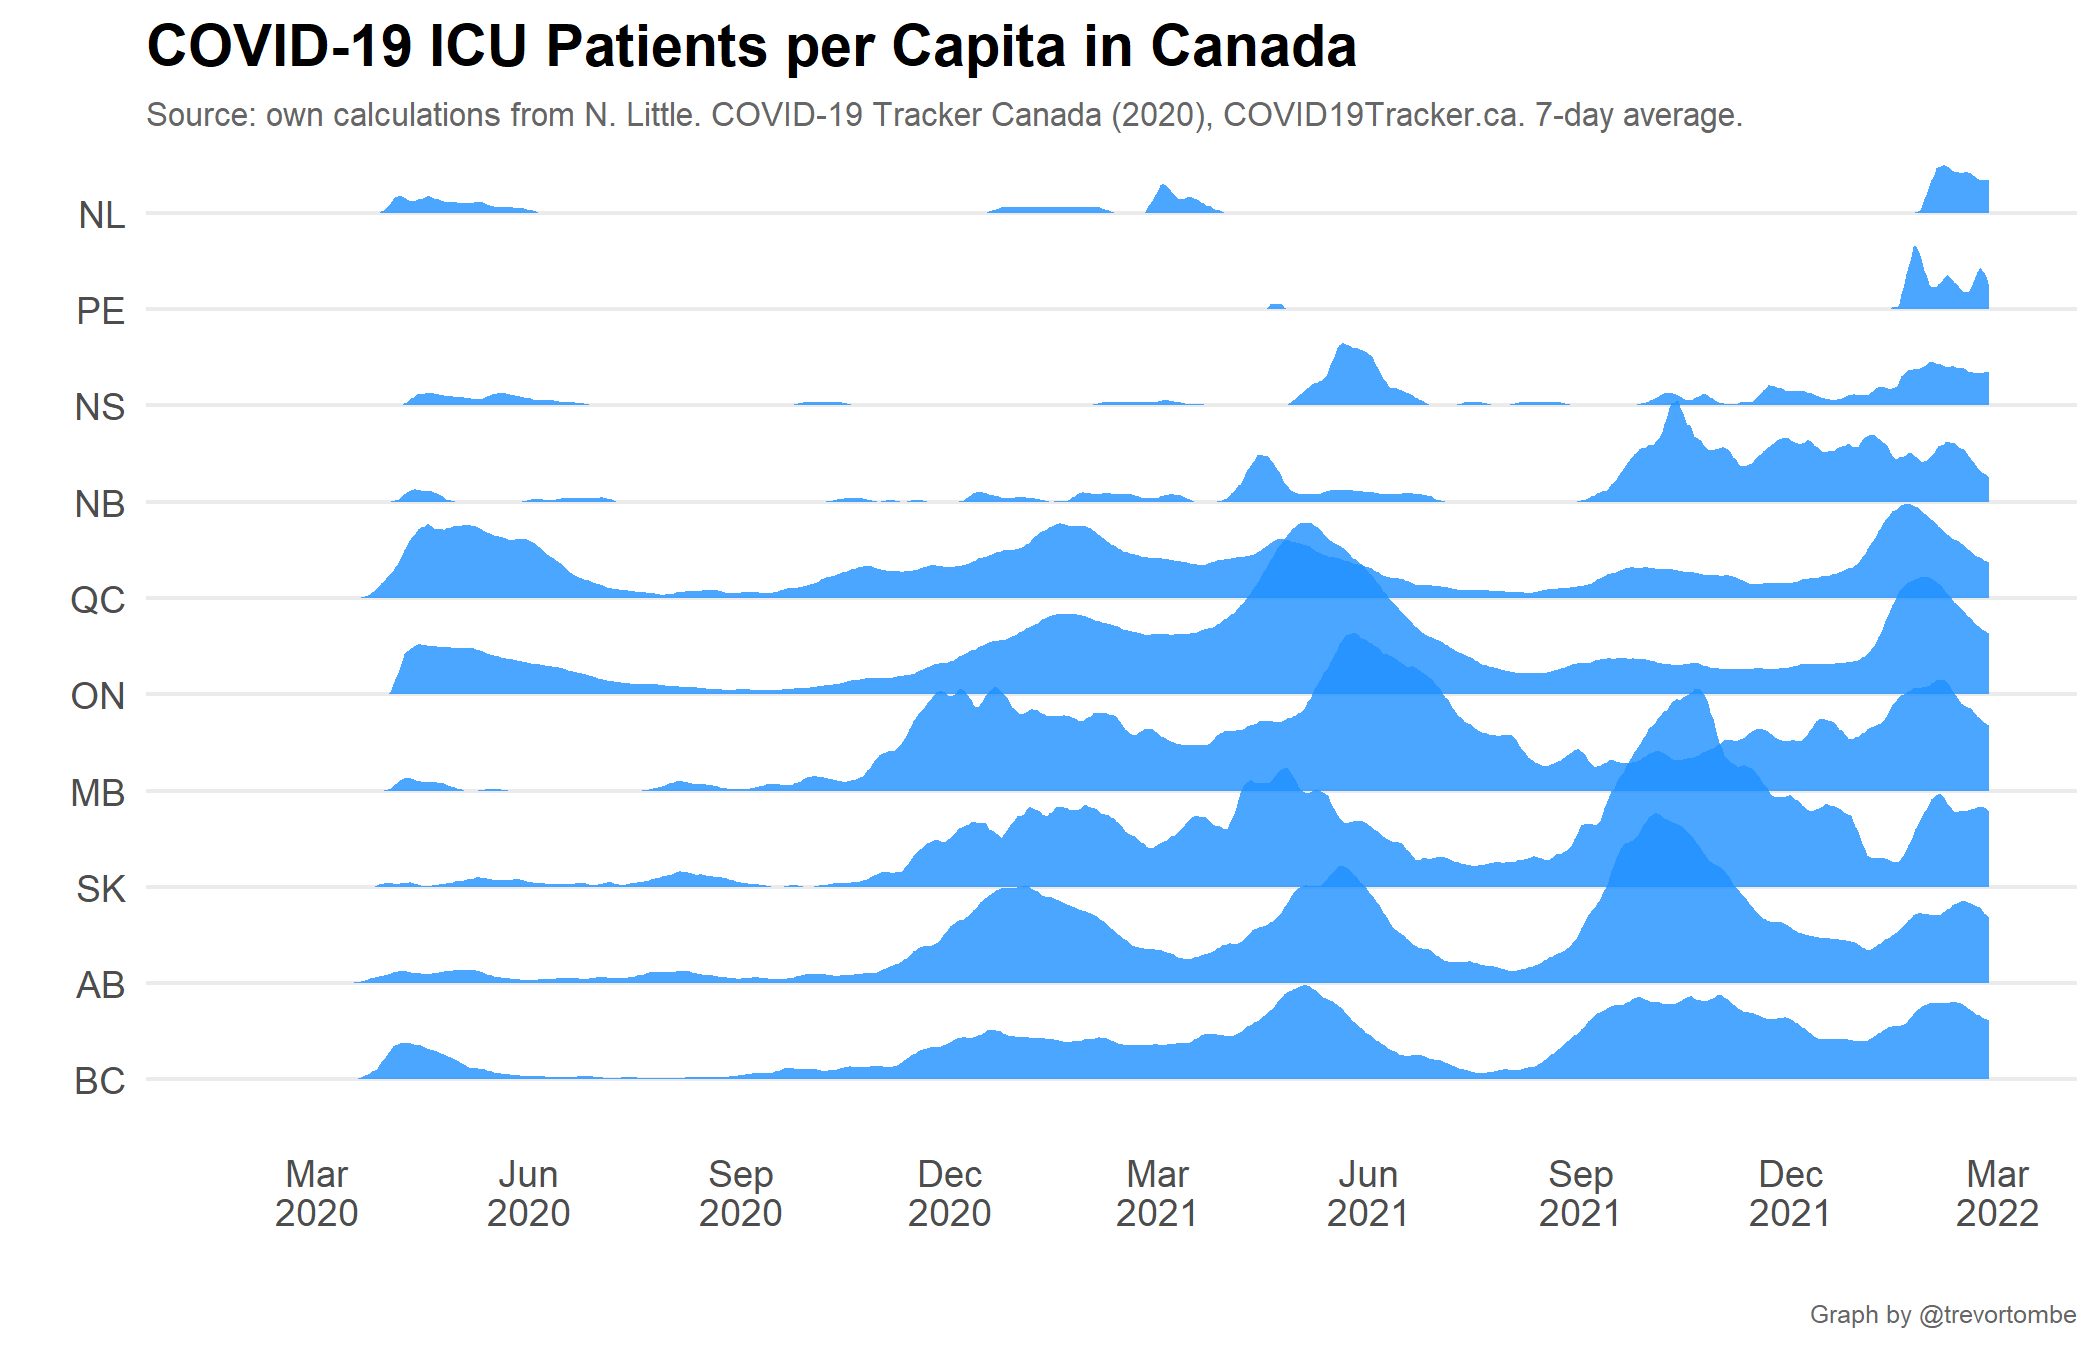 COVID-19 ICU Patients per Capita in Canada
Source: own calculations from N. Little. COVID-19 Tracker Canada (2020), COVID19Tracker.ca. 7-day average.
NL
PE
NS
NB
QC
ON
MB
SK
AB
BC
Mar Jun Sep Dec Mar Jun Sep Dec Mar
2020 2020 2020 2020 2021 2021 2021 2021 2022
Graph by @trevortombe